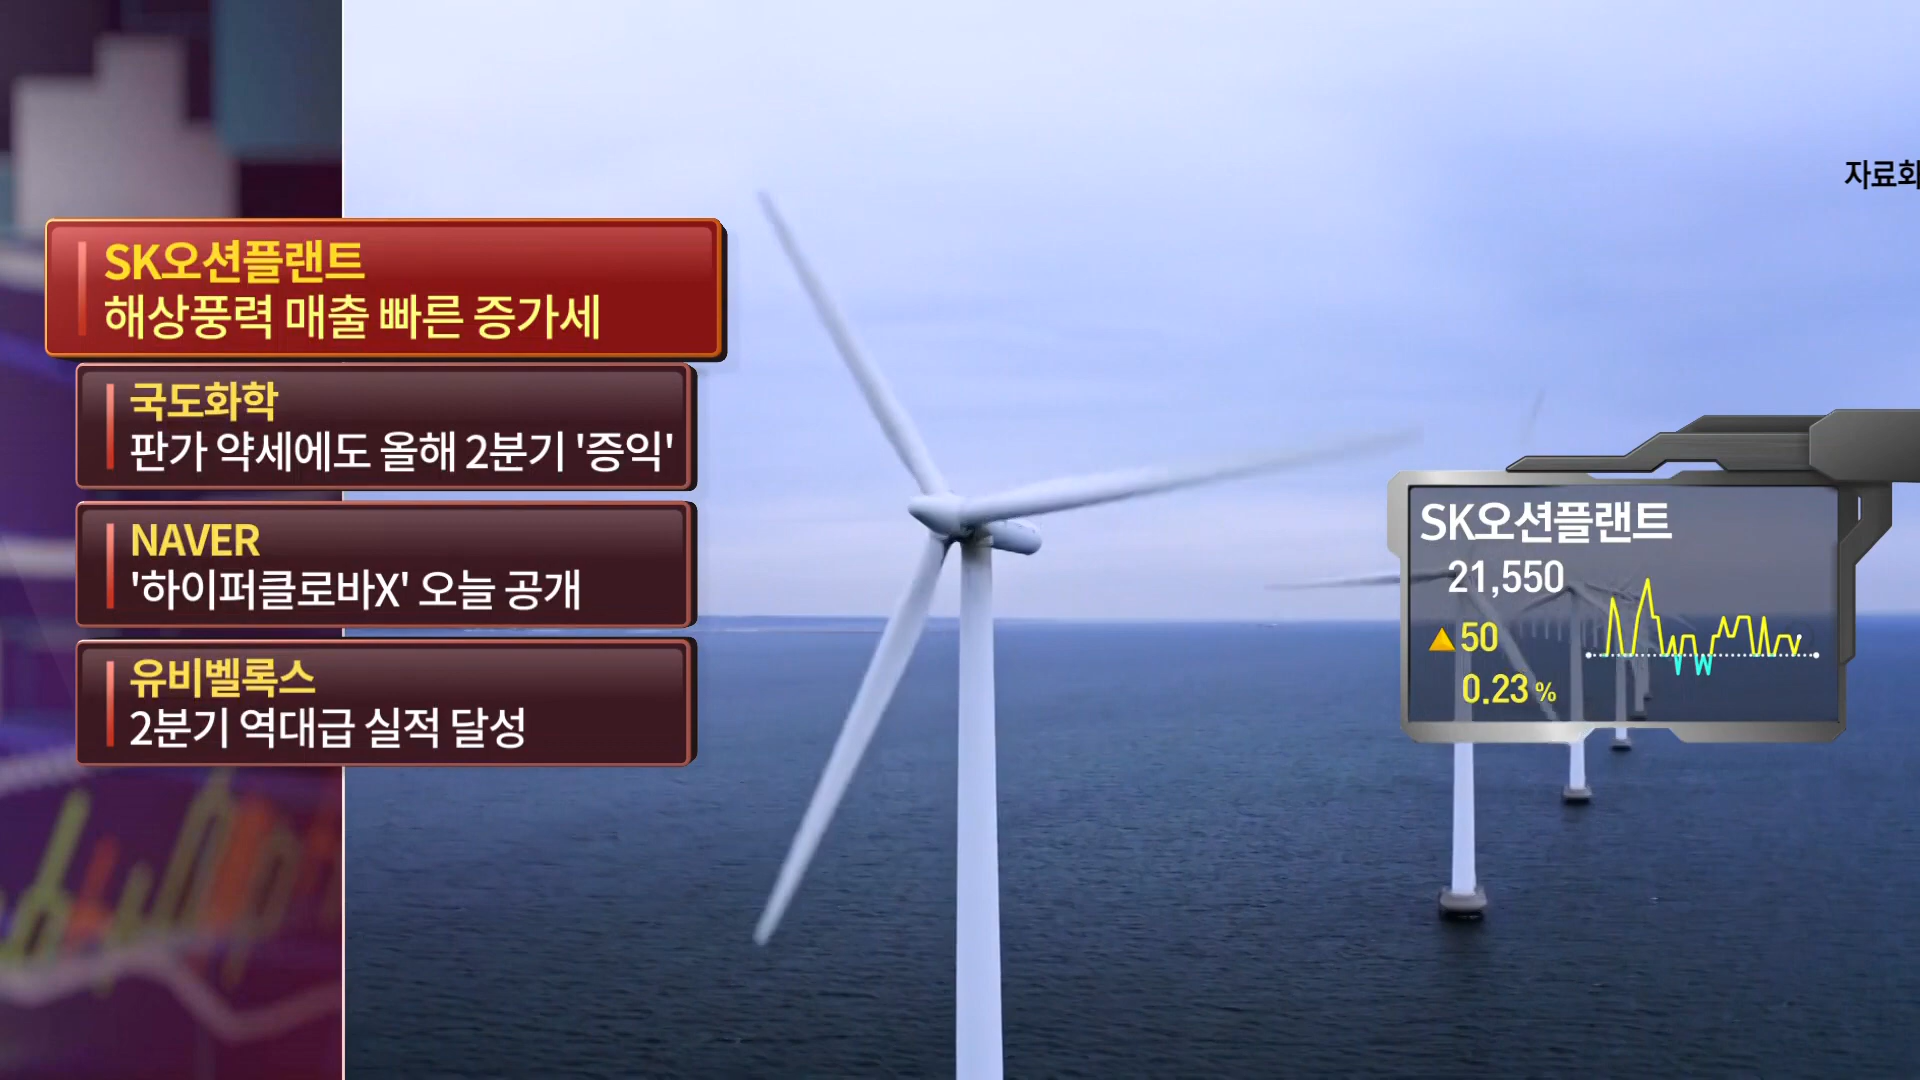 자료화
SK오션플랜트
해상풍력 매출 빠른 증가세
국도화학
판가 약세에도 올해 2분기 '증익'
NAVER
'하이퍼클로바X' 오늘 공개
유비벨록스
2분기 역대급 실적 달성
SK오션플랜트
21,550
▲50
0.23 %